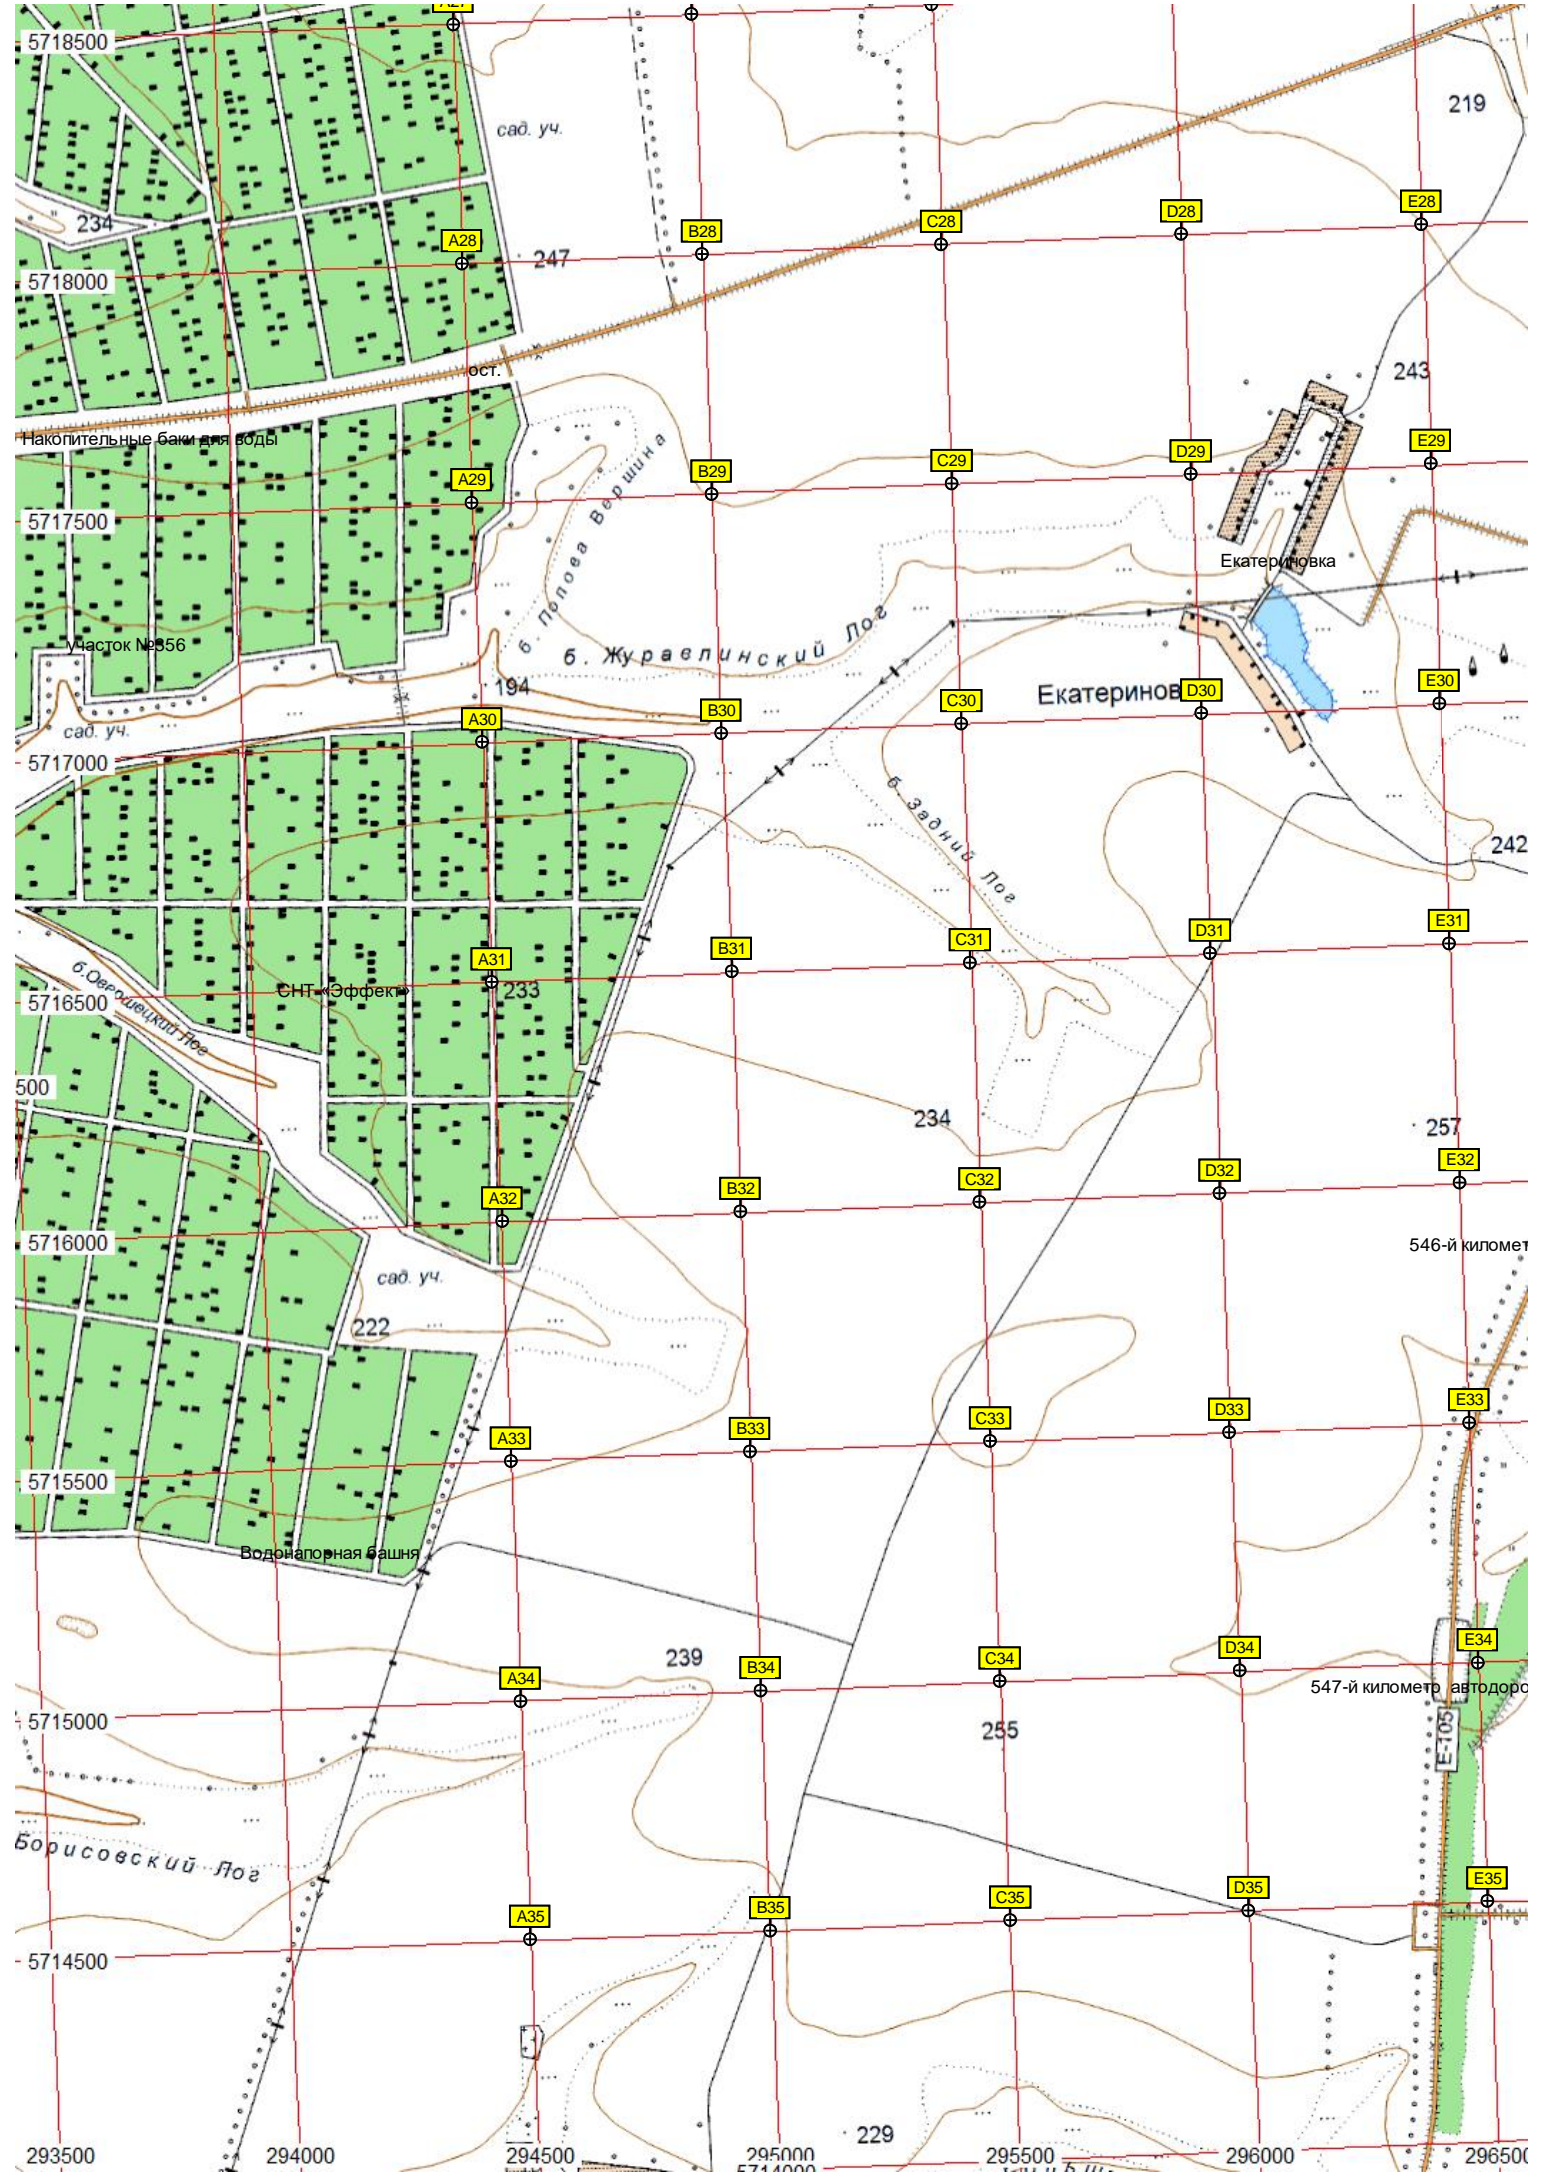 5718500
219
сад. уч.
234
E28
D28
C28
B28
A28
247
5718000
243
ост.
Накопительные баки для воды
E29
D29
C29
B29
A29
5717500
б. Попова Вершина
Екатериновка
участок №356
б. Журавлинский Лог
194
Екатеринов
E30
D30
C30
B30
A30
сад. уч.
5717000
б. Задний Лог
242
E31
D31
C31
B31
A31
б.Оврошецкий Лог
СНТ «Эффект»
233
5716500
500
234
257
E32
D32
C32
B32
A32
5716000
546-й километ
сад. уч.
222
E33
D33
C33
B33
A33
5715500
Водонапорная башня
E34
D34
C34
B34
A34
239
547-й километр автодоро
5715000
255
E-105
Борисовский Лог
E35
D35
C35
B35
A35
5714500
229
293500
294000
294500
295000
295500
296000
296500
5714000